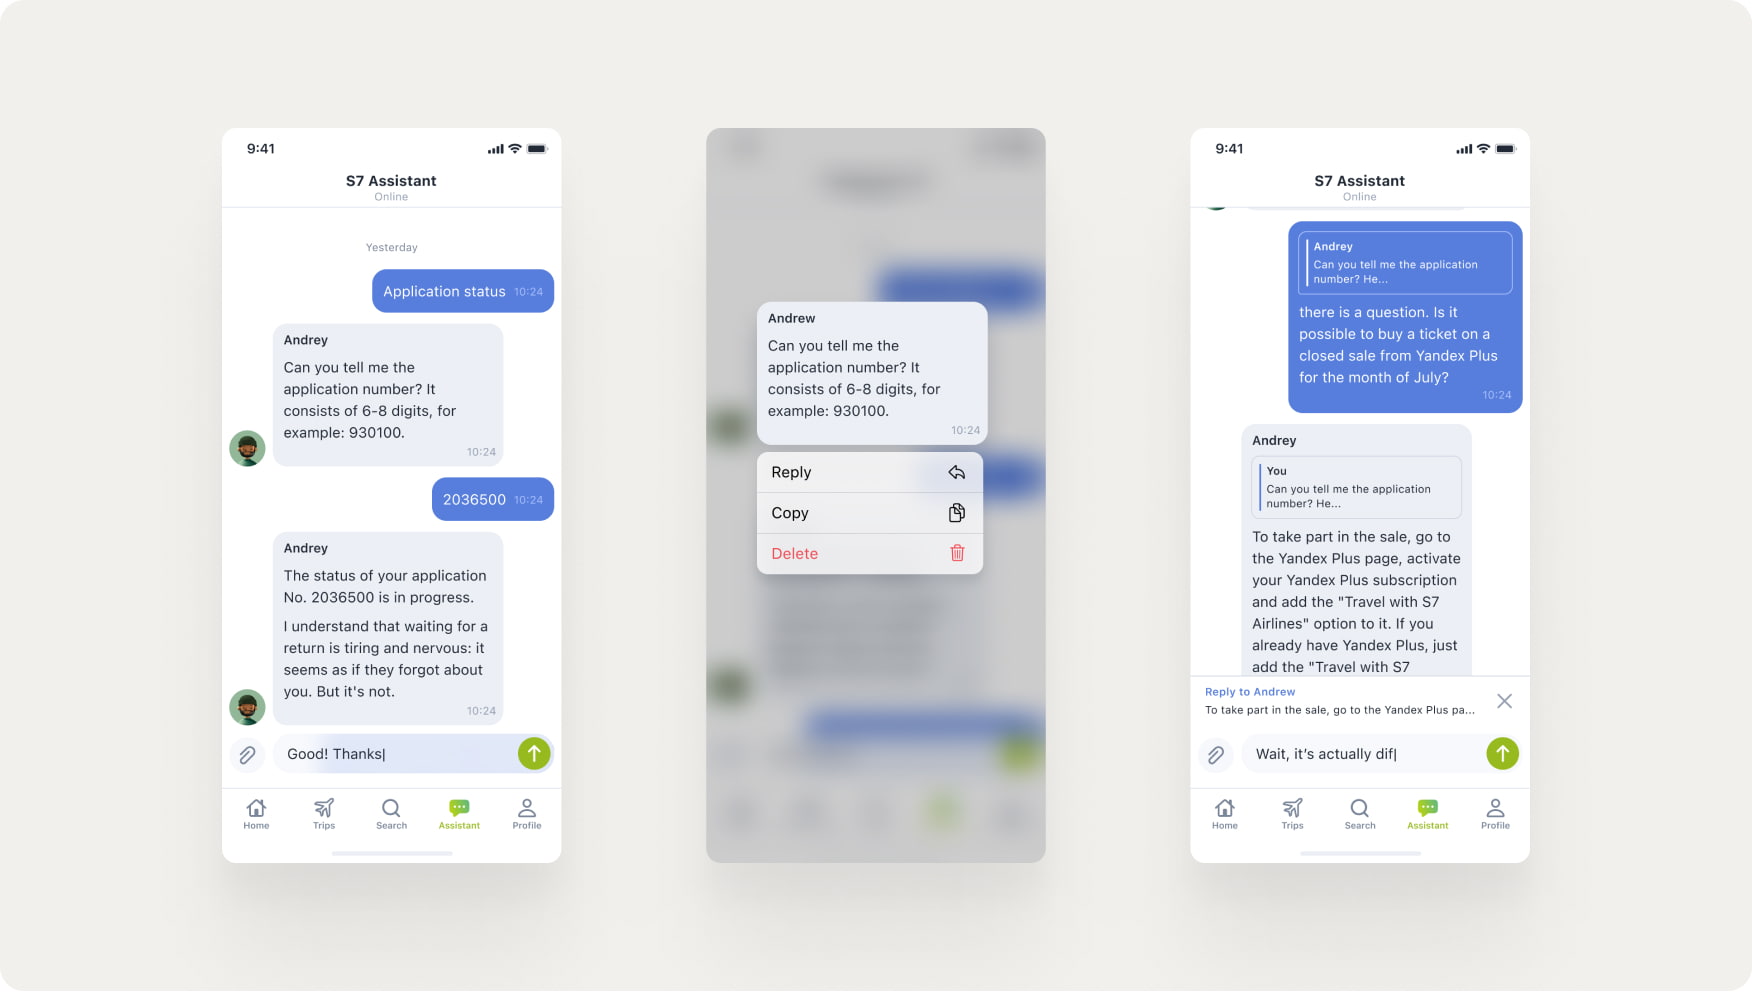 9:41
S7 Assistant
Online
Yesterday
Application status 10:24
Andrey
Can you tell me the
application number? It
consists of 6-8 digits, for
example: 930100.
10:24
2036500 10:24
Andrey
The status of your application
No. 2036500 is in progress.
I understand that waiting for a
return is tiring and nervous: it
seems as if they forgot about
you. But it's not.
10:24
Good! Thanks
Home Trips Search Assistant Profile
Andrew
Can you tell me the
application number? It
consists of 6-8 digits, for
example: 930100.
10:24
Reply
Copy
Delete
9:41
S7 Assistant
Online
Andrey
Can you tell me the application
number? He...
there is a question. Is it
possible to buy a ticket on a
closed sale from Yandex Plus
for the month of July?
10:24
Andrey
You
Can you tell me the application
number? He...
To take part in the sale, go to
the Yandex Plus page, activate
your Yandex Plus subscription
and add the "Travel with S7
Airlines" option to it. If you
already have Yandex Plus, just
add the "Travel with S7
Reply to Andrew
To take part in the sale, go to the Yandex Plus pa...
Wait, it’s actually dif
Home Trips Search Assistant Profile